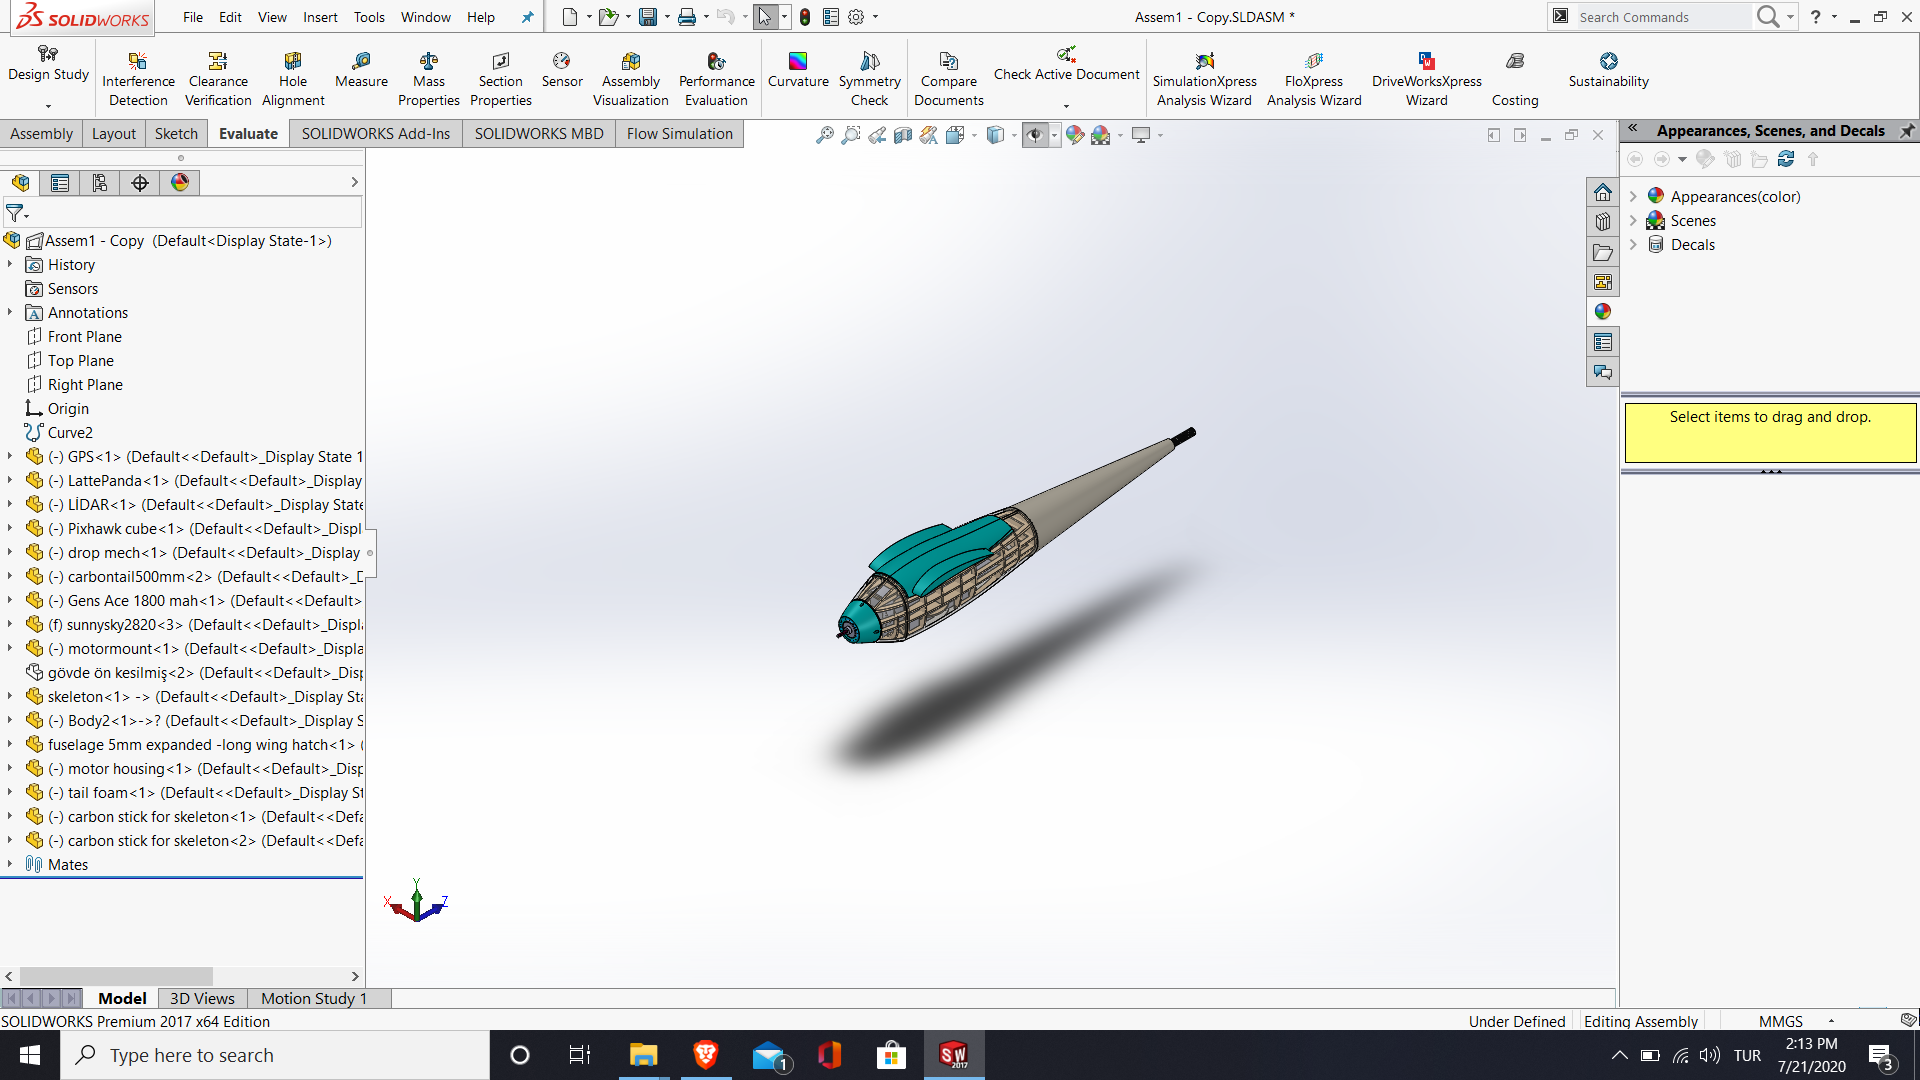 SOLIDWORKS
File Edit View Insert Tools Window Help
Assem1 - Copy.SLDASM *
Search Commands
Design Study
Interference Detection
Clearance Verification
Hole Alignment
Measure
Mass Properties
Section Properties
Sensor
Assembly Visualization
Performance Evaluation
Curvature
Symmetry Check
Compare Documents
Check Active Document
SimulationXpress Analysis Wizard
FloXpress Analysis Wizard
DriveWorksXpress Wizard
Costing
Sustainability
Assembly Layout Sketch Evaluate SOLIDWORKS Add-Ins SOLIDWORKS MBD Flow Simulation
Appearances, Scenes, and Decals
Appearances(color)
Scenes
Decals
Select items to drag and drop.
Assem1 - Copy (Default<Display State-1>)
History
Sensors
Annotations
Front Plane
Top Plane
Right Plane
Origin
Curve2
(-) GPS<1> (Default<<Default>_Display State 1
(-) LattePanda<1> (Default<<Default>_Display
(-) LİDAR<1> (Default<<Default>_Display State
(-) Pixhawk cube<1> (Default<<Default>_Displ
(-) drop mech<1> (Default<<Default>_Display
(-) carbontail500mm<2> (Default<<Default>_D
(-) Gens Ace 1800 mah<1> (Default<<Default>
(f) sunnysky2820<3> (Default<<Default>_Displ
(-) motormount<1> (Default<<Default>_Displa
gövde ön kesilmiş<2> (Default<<Default>_Disp
skeleton<1> -> (Default<<Default>_Display Sta
(-) Body2<1>->? (Default<<Default>_Display S
fuselage 5mm expanded -long wing hatch<1> (
(-) motor housing<1> (Default<<Default>_Disp
(-) tail foam<1> (Default<<Default>_Display St
(-) carbon stick for skeleton<1> (Default<<Defa
(-) carbon stick for skeleton<2> (Default<<Defa
Mates
Y
X
Z
Model 3D Views Motion Study 1
SOLIDWORKS Premium 2017 x64 Edition
Under Defined Editing Assembly MMGS
Type here to search
1
SW
2017
TUR
2:13 PM
7/21/2020
3